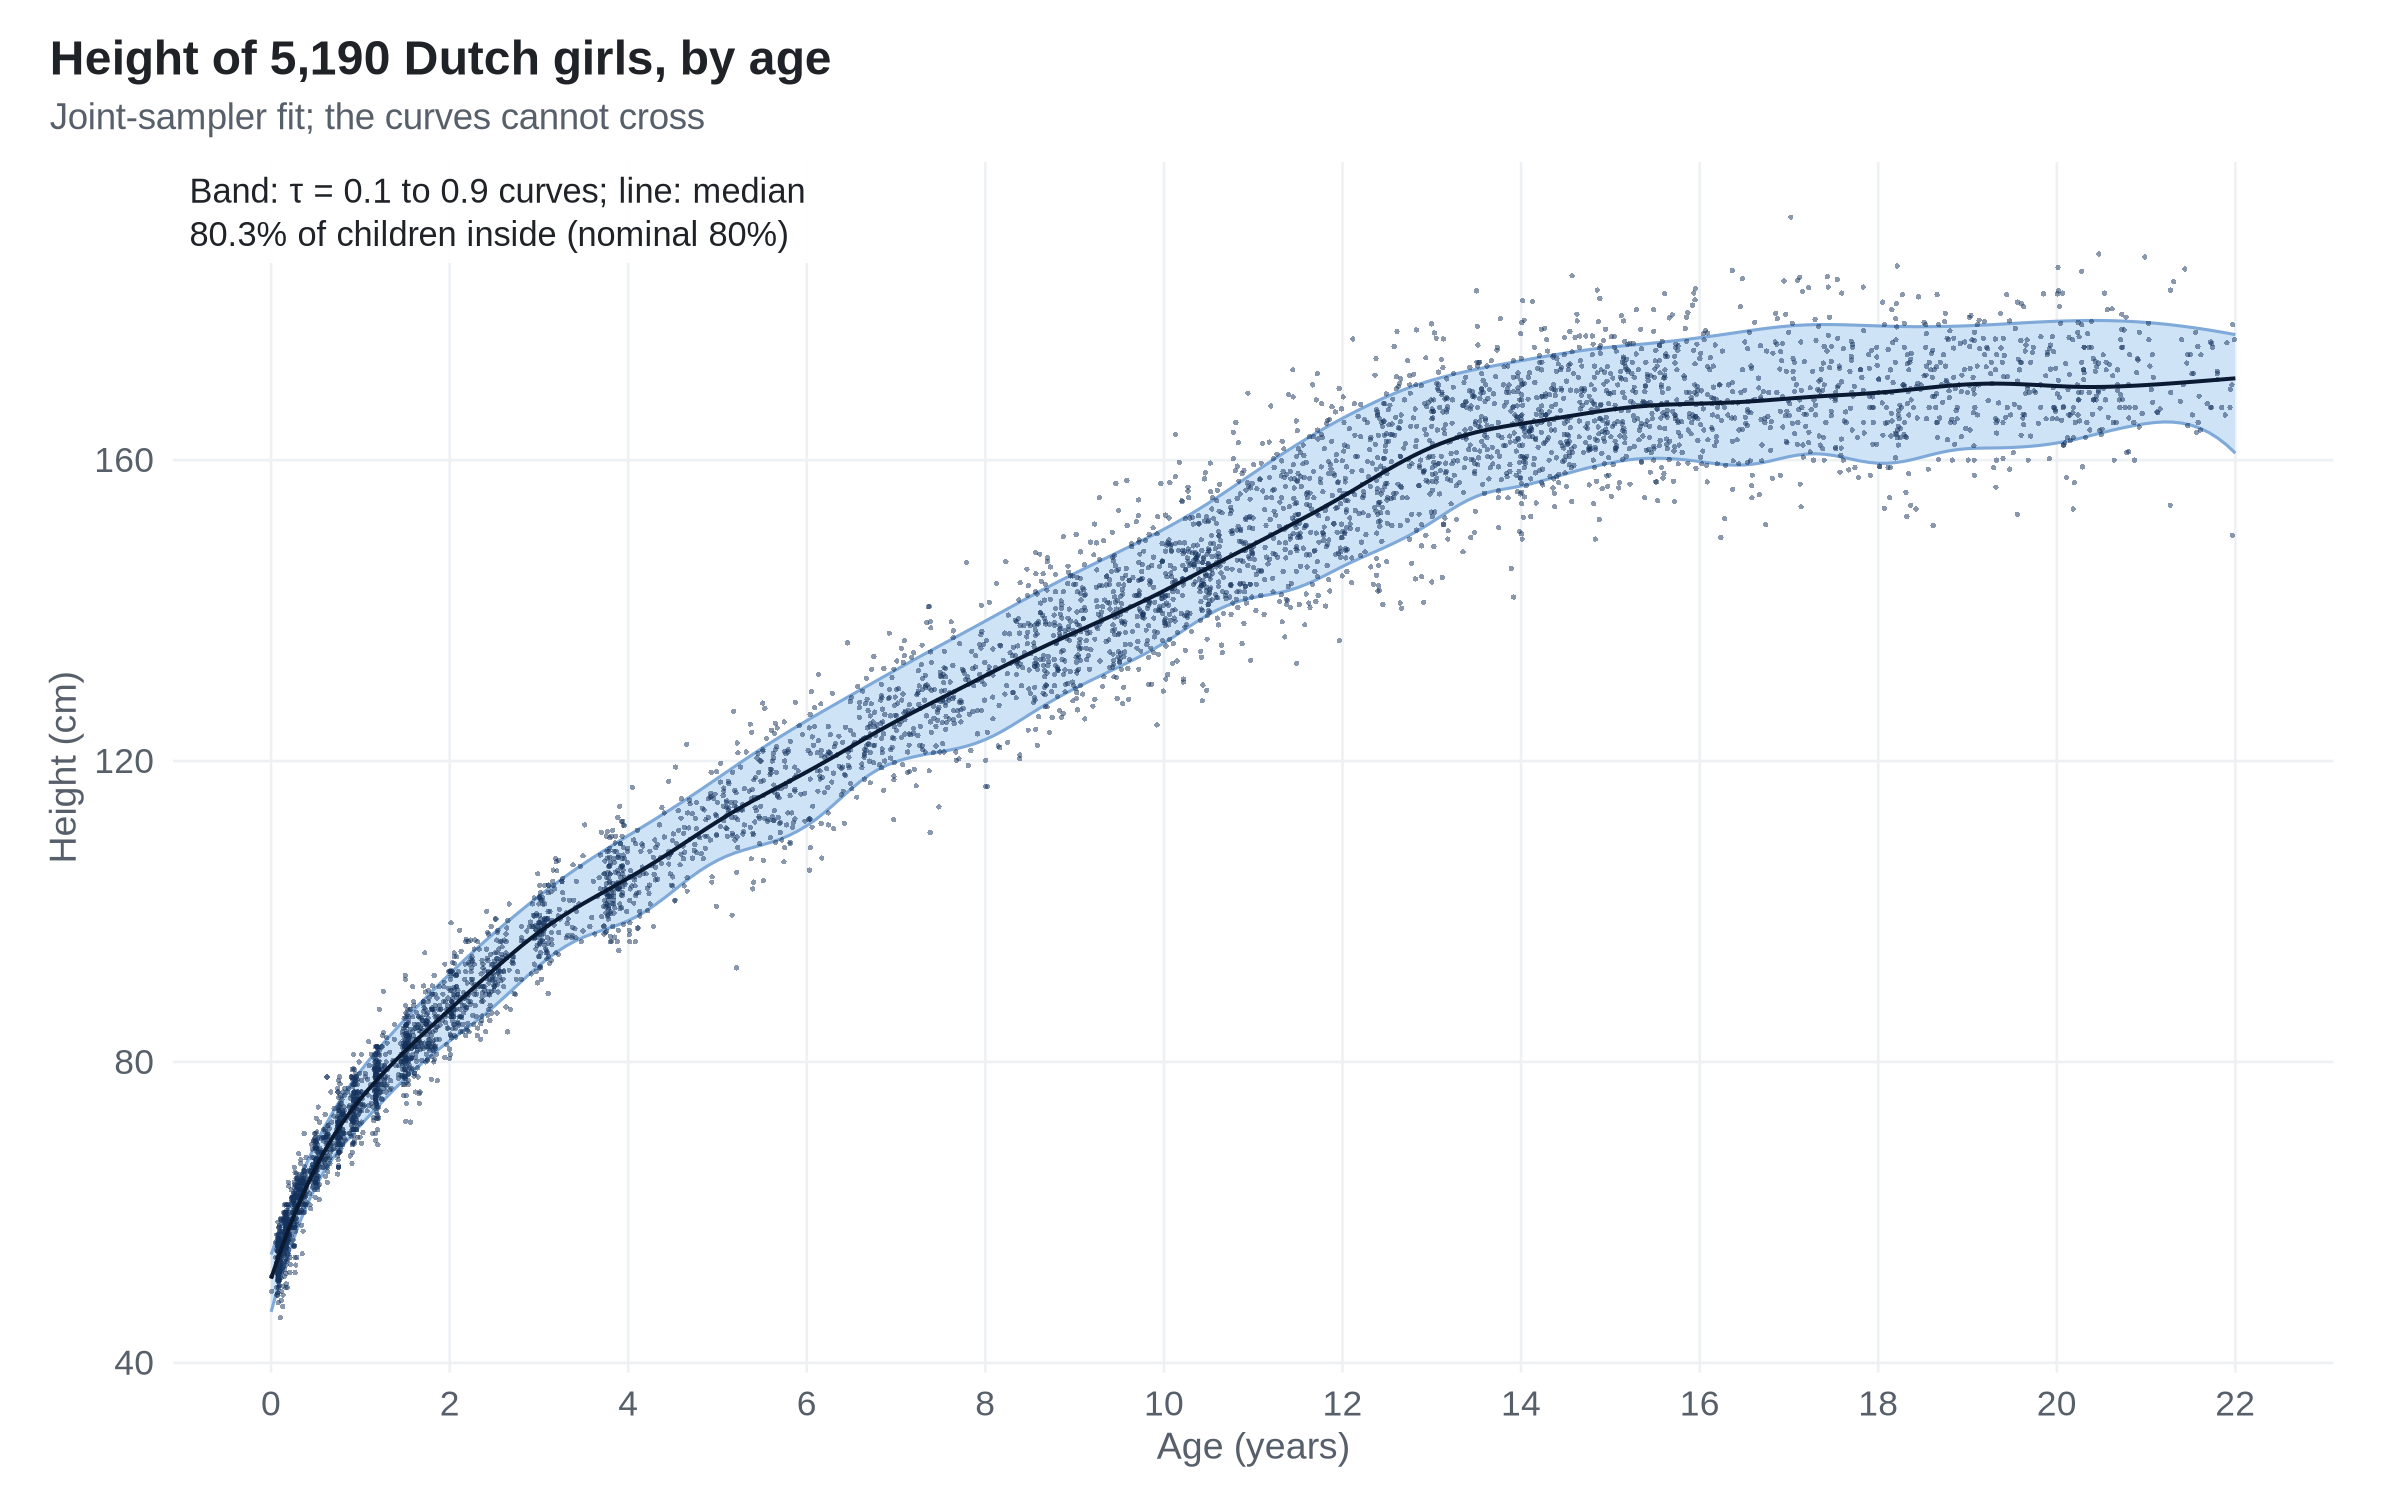 Height of 5,190 Dutch girls, by age
Joint-sampler fit; the curves cannot cross
Band: τ = 0.1 to 0.9 curves; line: median
80.3% of children inside (nominal 80%)
Height (cm)
160
120
80
40
0 2 4 6 8 10 12 14 16 18 20 22
Age (years)